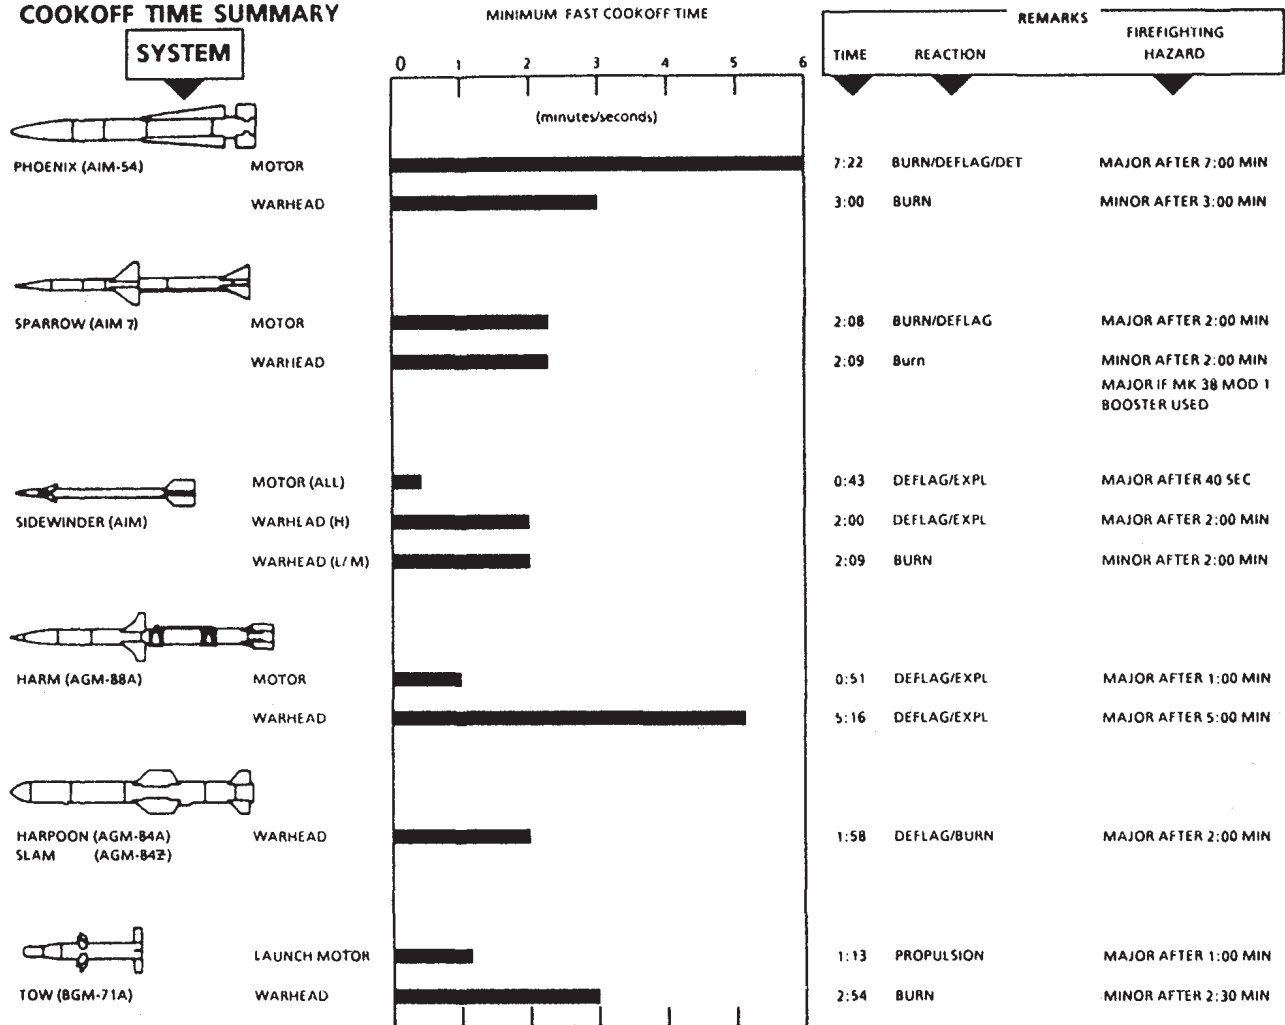 COOKOFF TIME SUMMARY
SYSTEM
MINIMUM FAST COOKOFF TIME
0 1 2 3 4 5 6
(minutes/seconds)
REMARKS
TIME REACTION FIREFIGHTING HAZARD
PHOENIX (AIM-54) MOTOR 7:22 BURN/DEFLAG/DET MAJOR AFTER 7:00 MIN
WARHEAD 3:00 BURN MINOR AFTER 3:00 MIN
SPARROW (AIM 7) MOTOR 2:08 BURN/DEFLAG MAJOR AFTER 2:00 MIN
WARHEAD 2:09 Burn MINOR AFTER 2:00 MIN
MAJOR IF MK 38 MOD 1
BOOSTER USED
MOTOR (ALL) 0:43 DEFLAG/EXPL MAJOR AFTER 40 SEC
SIDEWINDER (AIM) WARHEAD (H) 2:00 DEFLAG/EXPL MAJOR AFTER 2:00 MIN
WARHEAD (L/M) 2:09 BURN MINOR AFTER 2:00 MIN
HARM (AGM-88A) MOTOR 0:51 DEFLAG/EXPL MAJOR AFTER 1:00 MIN
WARHEAD 5:16 DEFLAG/EXPL MAJOR AFTER 5:00 MIN
HARPOON (AGM-84A) WARHEAD 1:58 DEFLAG/BURN MAJOR AFTER 2:00 MIN
SLAM (AGM-84Z)
LAUNCH MOTOR 1:13 PROPULSION MAJOR AFTER 1:00 MIN
TOW (BGM-71A) WARHEAD 2:54 BURN MINOR AFTER 2:30 MIN